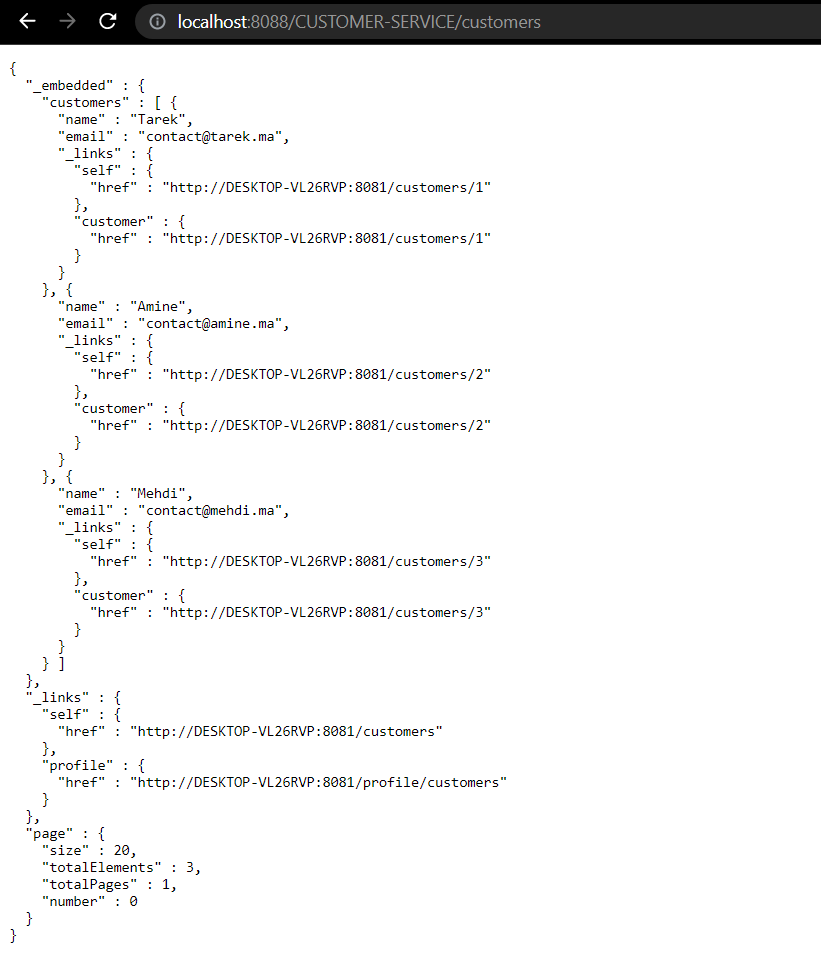 localhost:8088/CUSTOMER-SERVICE/customers
{
  "_embedded" : {
    "customers" : [ {
      "name" : "Tarek",
      "email" : "contact@tarek.ma",
      "_links" : {
        "self" : {
          "href" : "http://DESKTOP-VL26RVP:8081/customers/1"
        },
        "customer" : {
          "href" : "http://DESKTOP-VL26RVP:8081/customers/1"
        }
      }
    }, {
      "name" : "Amine",
      "email" : "contact@amine.ma",
      "_links" : {
        "self" : {
          "href" : "http://DESKTOP-VL26RVP:8081/customers/2"
        },
        "customer" : {
          "href" : "http://DESKTOP-VL26RVP:8081/customers/2"
        }
      }
    }, {
      "name" : "Mehdi",
      "email" : "contact@mehdi.ma",
      "_links" : {
        "self" : {
          "href" : "http://DESKTOP-VL26RVP:8081/customers/3"
        },
        "customer" : {
          "href" : "http://DESKTOP-VL26RVP:8081/customers/3"
        }
      }
    } ]
  },
  "_links" : {
    "self" : {
      "href" : "http://DESKTOP-VL26RVP:8081/customers"
    },
    "profile" : {
      "href" : "http://DESKTOP-VL26RVP:8081/profile/customers"
    }
  },
  "page" : {
    "size" : 20,
    "totalElements" : 3,
    "totalPages" : 1,
    "number" : 0
  }
}